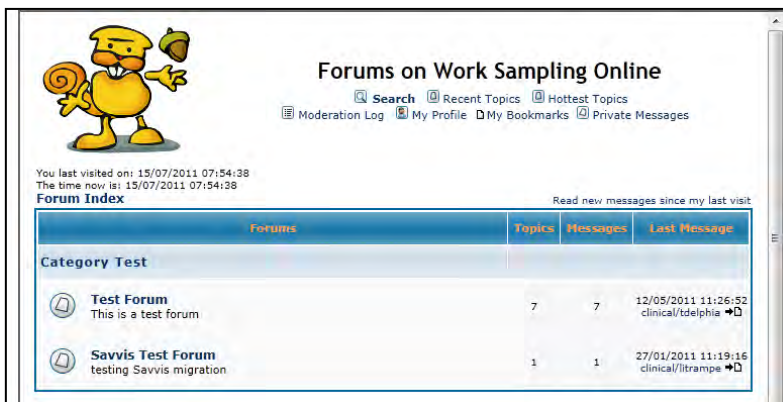 Forums on Work Sampling Online
Search Recent Topics Hottest Topics
Moderation Log My Profile My Bookmarks Private Messages
You last visited on: 15/07/2011 07:54:38
The time now is: 15/07/2011 07:54:38
Forum Index Read new messages since my last visit
Forums Topics Messages Last Message
Category Test
Test Forum
This is a test forum
7 7 12/05/2011 11:26:52
clinical/tdelphia
Savvis Test Forum
testing Savvis migration
1 1 27/01/2011 11:19:16
clinical/litrampe